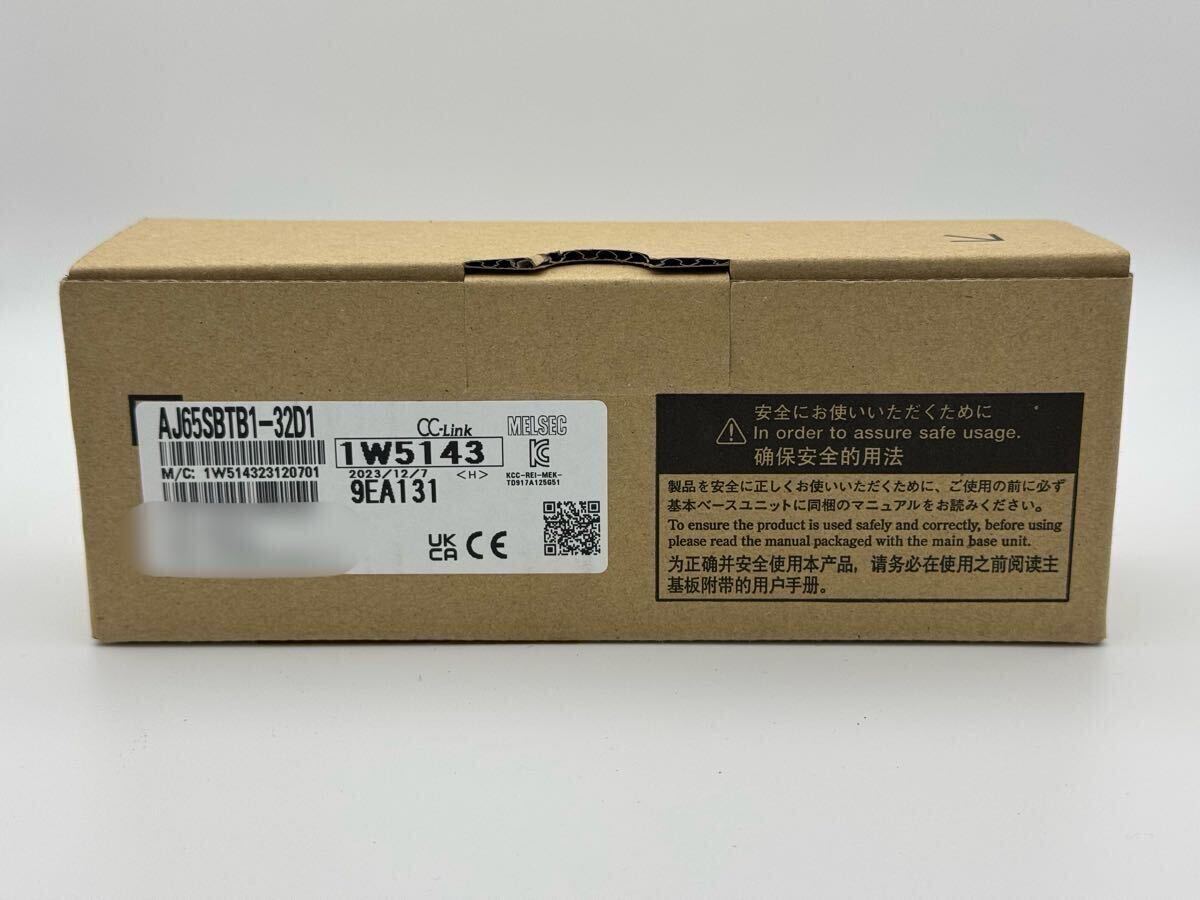 AJ65SBTB1-32D1
CC-Link
MELSEC
M/C: 1W514323120701
1W5143
2023/12/7
<H>
9EA131
KCC-REI-MEK-
TD917A125G51
UK
CA CE
安全にお使いいただくために
In order to assure safe usage.
确保安全的用法
製品を安全に正しくお使いいただくために、ご使用の前に必ず
基本ベースユニットに同梱のマニュアルをお読みください。
To ensure the product is used safely and correctly, before using
please read the manual packaged with the main base unit.
为正确并安全使用本产品，请务必在使用之前阅读主
基板附带的用户手册。